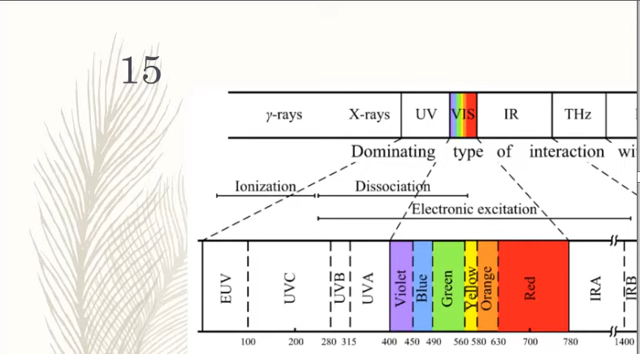 15
γ-rays X-rays UV VIS IR THz
Dominating type of interaction wi
Ionization Dissociation
Electronic excitation
EUV UVC UVB UVA Violet Blue Green Yellow Orange Red IRA IRB
100 200 280 315 400 450 490 560 580 630 700 780 1400